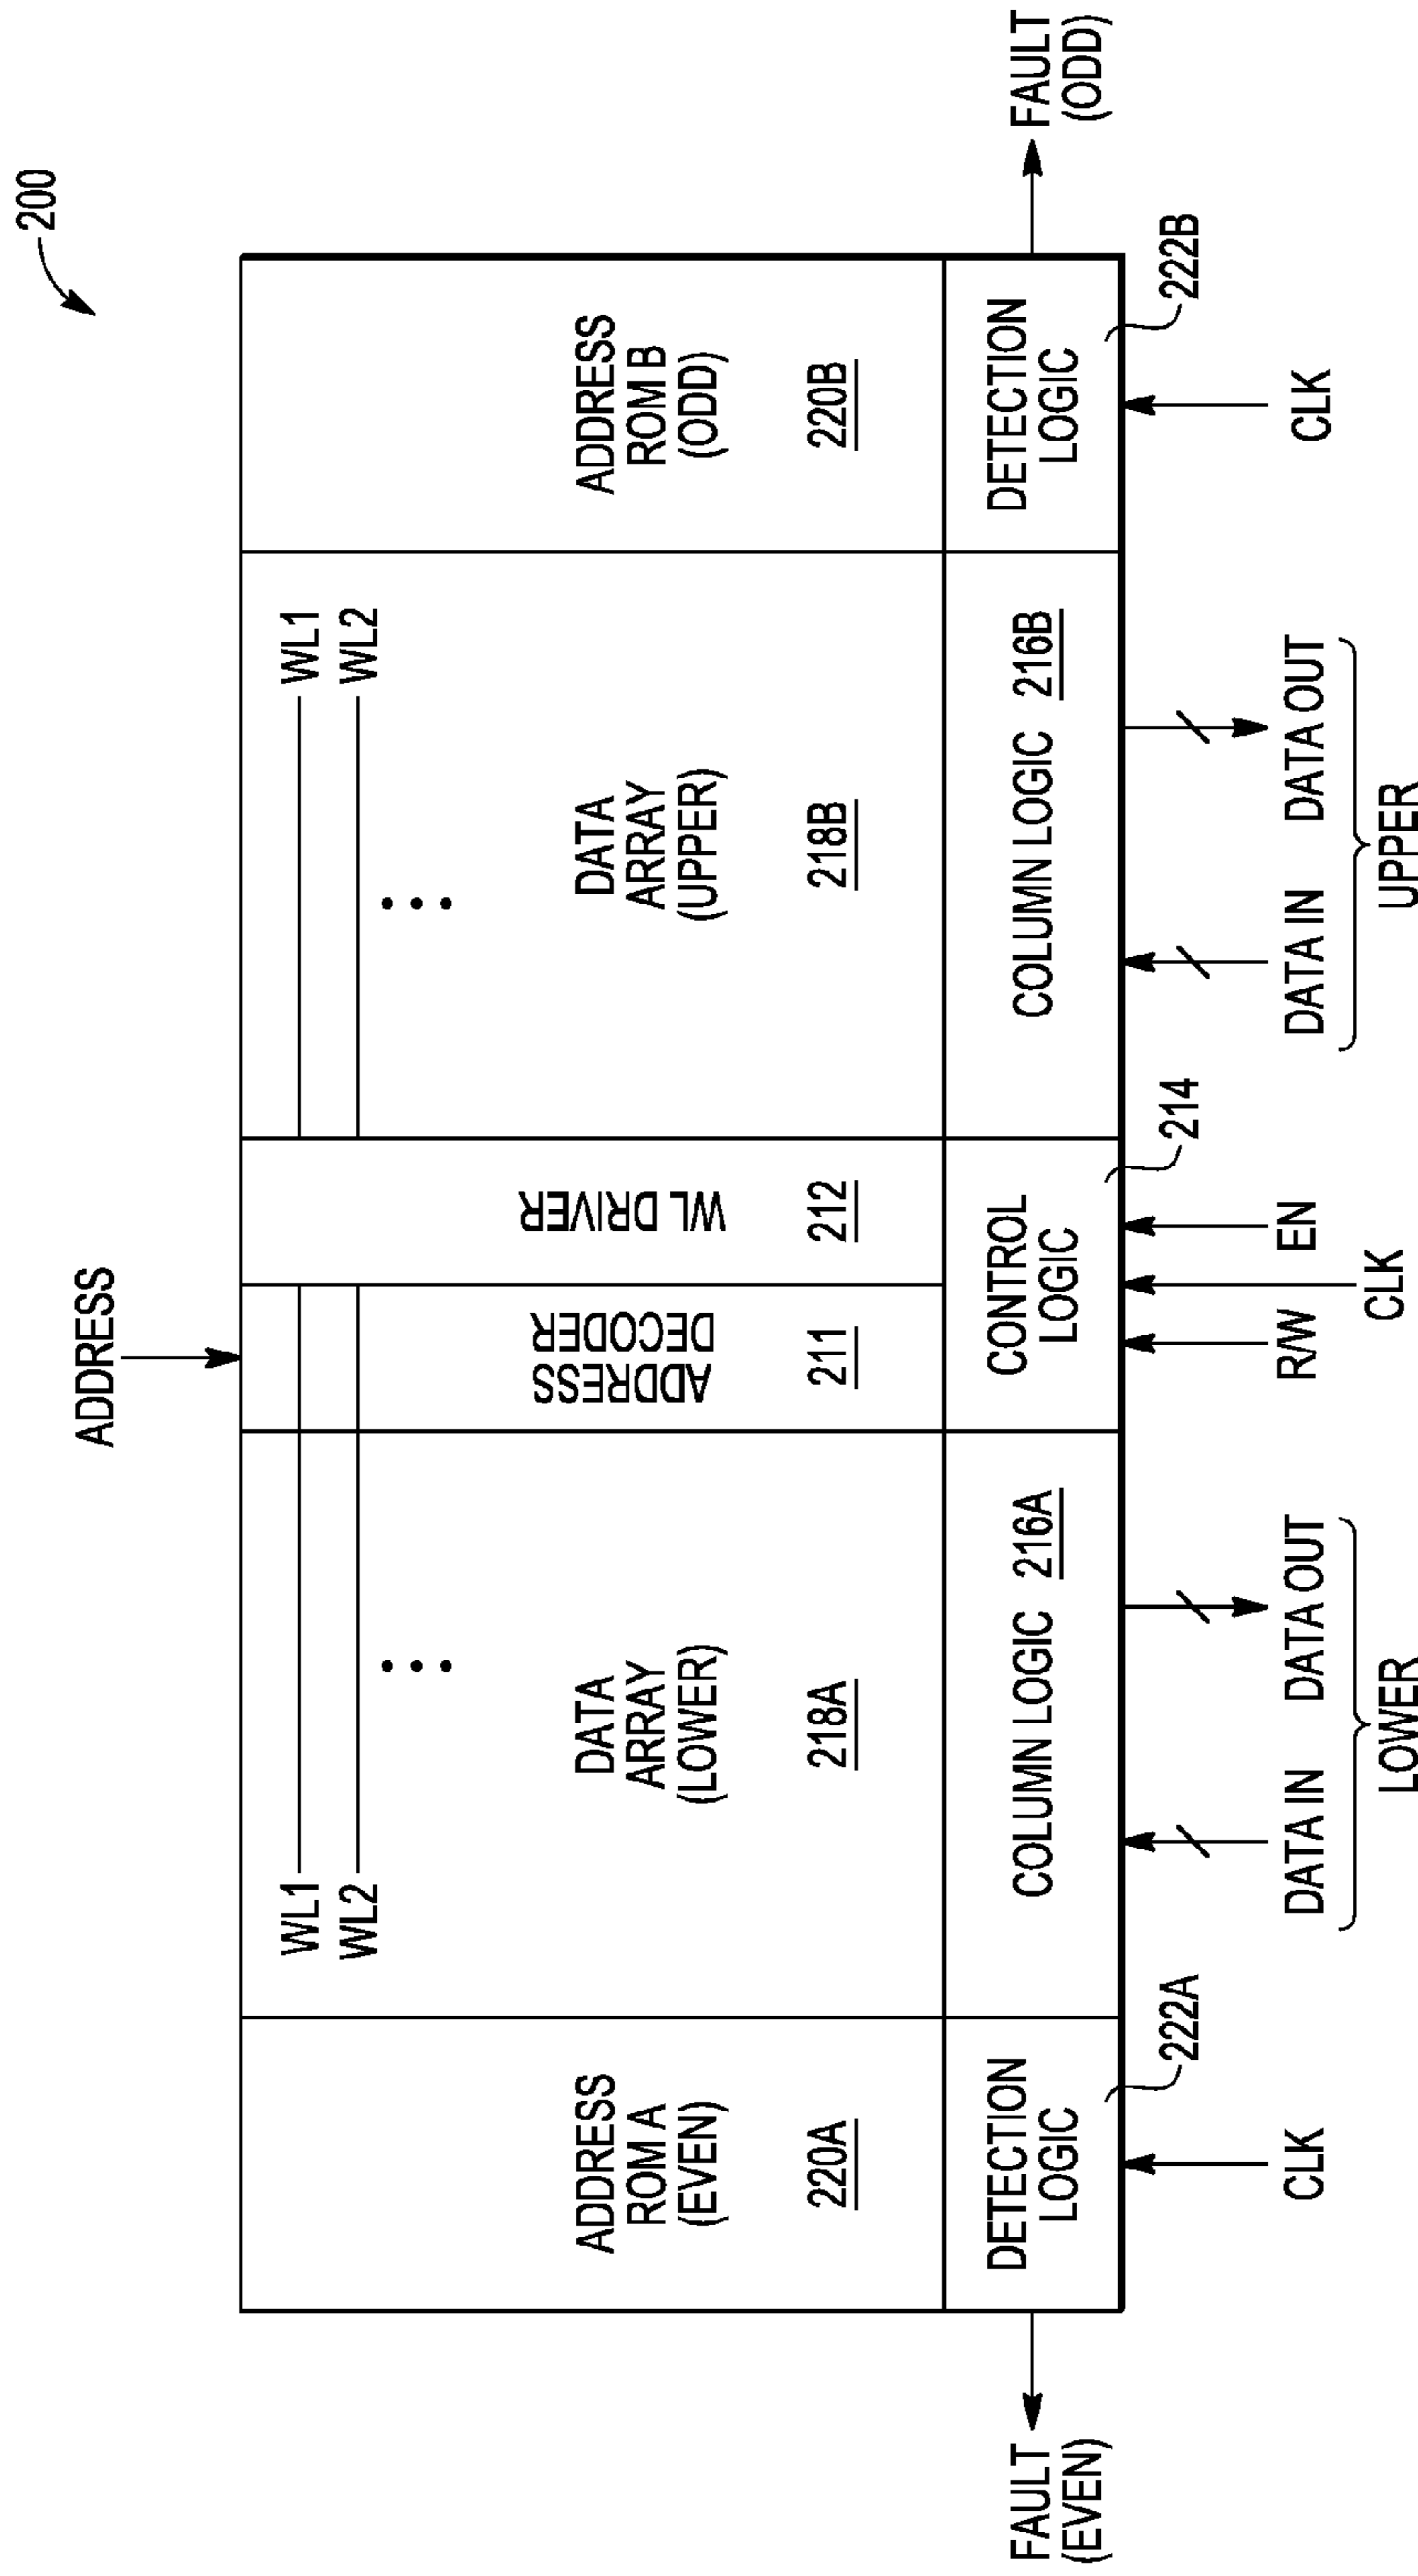 200
ADDRESS
ADDRESS
ROM A
(EVEN)
220A
WL1
WL2
DATA
ARRAY
(LOWER)
218A
ADDRESS
DECODER
211
WL DRIVER
212
WL1
WL2
DATA
ARRAY
(UPPER)
218B
ADDRESS
ROM B
(ODD)
220B
DETECTION
LOGIC
COLUMN LOGIC 216A
CONTROL
LOGIC
COLUMN LOGIC 216B
DETECTION
LOGIC
FAULT
(EVEN)
FAULT
(ODD)
222A
214
222B
CLK
DATA IN
DATA OUT
LOWER
R/W
EN
CLK
DATA IN
DATA OUT
UPPER
CLK